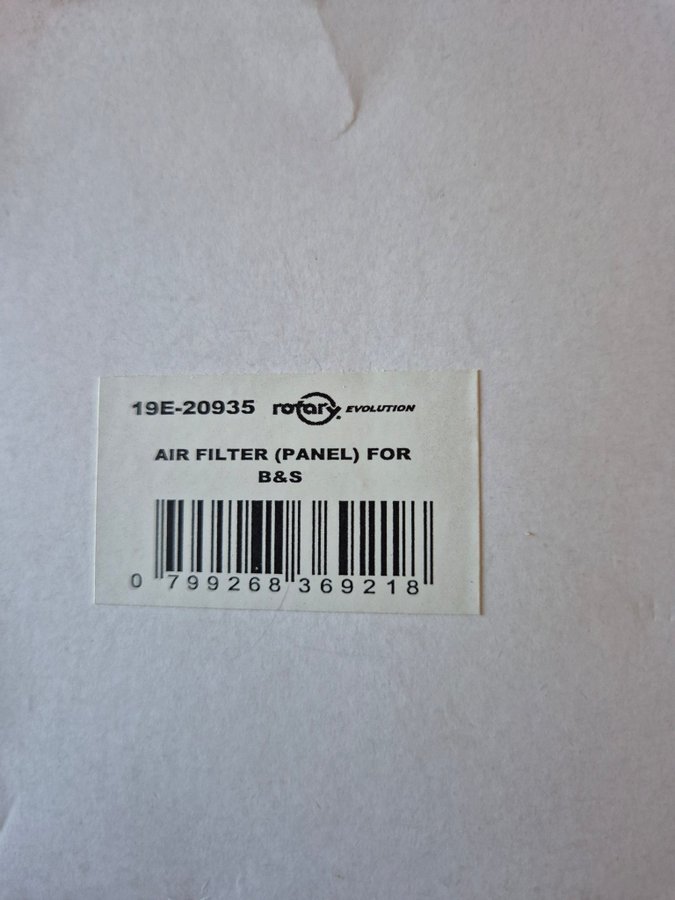 19E-20935 rotary EVOLUTION
AIR FILTER (PANEL) FOR
B&S
0 799268 369218